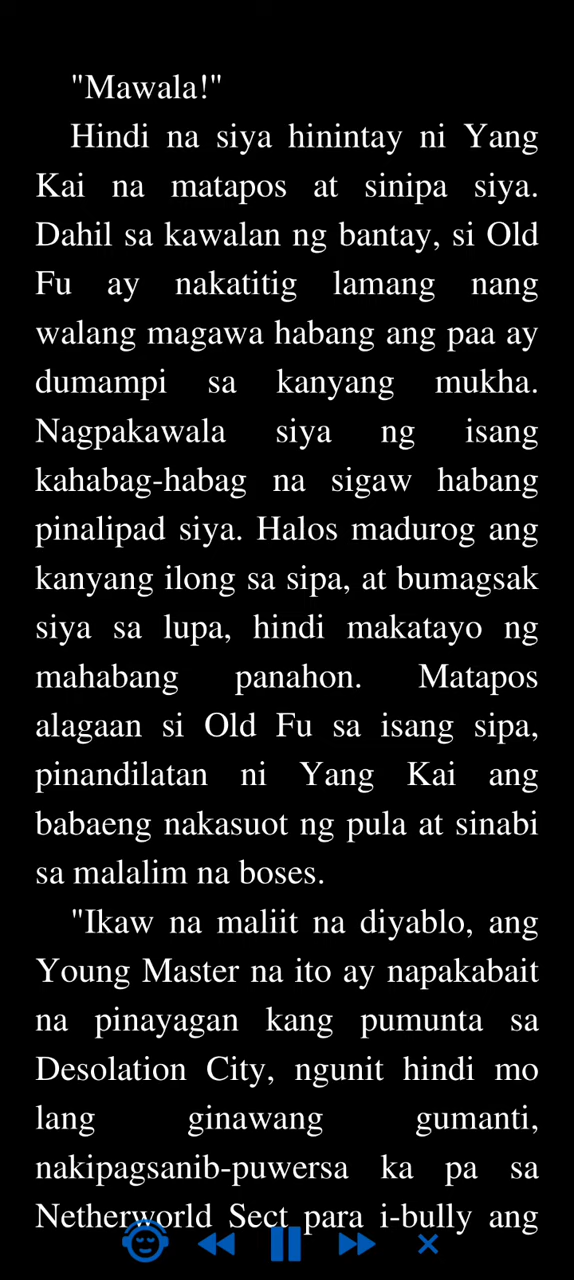 "Mawala!"
Hindi na siya hinintay ni Yang
Kai na matapos at sinipa siya.
Dahil sa kawalan ng bantay, si Old
Fu ay nakatitig lamang nang
walang magawa habang ang paa ay
dumampi sa kanyang mukha.
Nagpakawala siya ng isang
kahabag-habag na sigaw habang
pinalipad siya. Halos madurog ang
kanyang ilong sa sipa, at bumagsak
siya sa lupa, hindi makatayo ng
mahabang panahon. Matapos
alagaan si Old Fu sa isang sipa,
pinandilatan ni Yang Kai ang
babaeng nakasuot ng pula at sinabi
sa malalim na boses.
"Ikaw na maliit na diyablo, ang
Young Master na ito ay napakabait
na pinayagan kang pumunta sa
Desolation City, ngunit hindi mo
lang ginawang gumanti,
nakipagsanib-puwersa ka pa sa
Netherworld Sect para i-bully ang